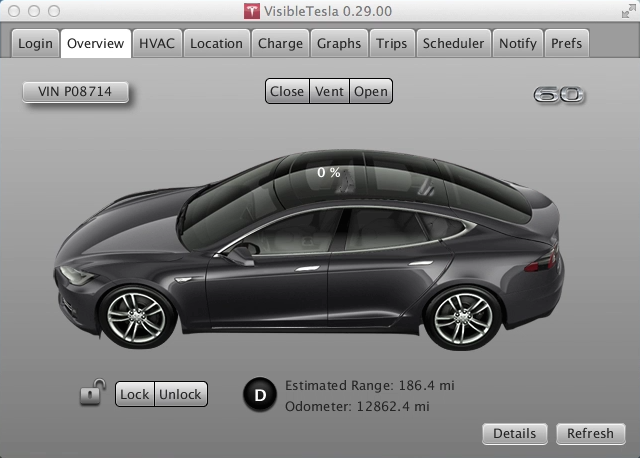 VisibleTesla 0.29.00
Login Overview HVAC Location Charge Graphs Trips Scheduler Notify Prefs
VIN P08714 Close Vent Open 60
0 %
Lock Unlock D Estimated Range: 186.4 mi
Odometer: 12862.4 mi
Details Refresh